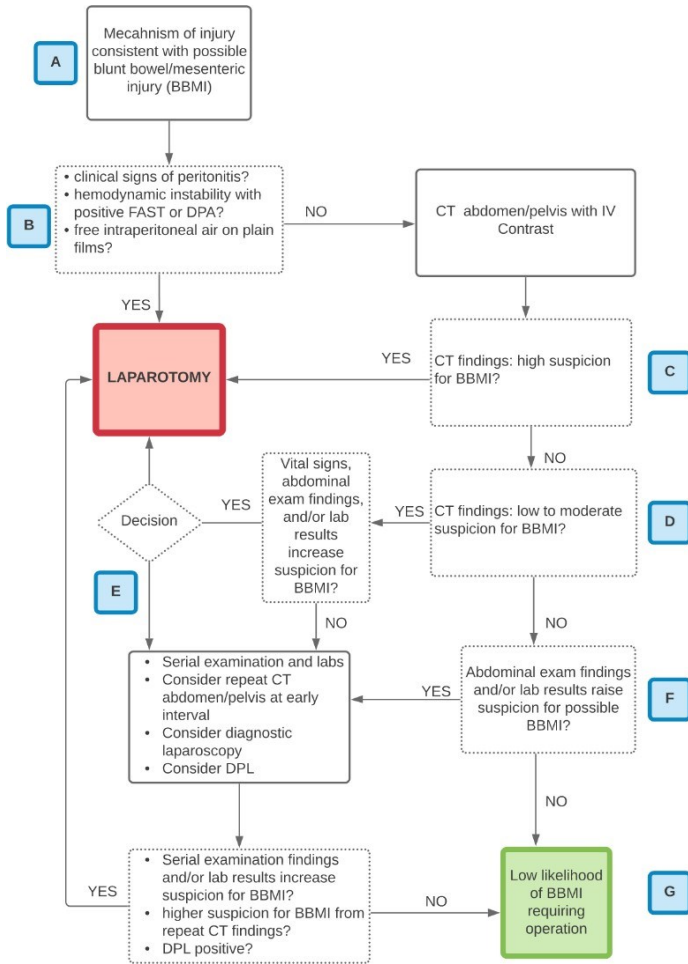 A
Mecahnism of injury
consistent with possible
blunt bowel/mesenteric
injury (BBMI)
B
• clinical signs of peritonitis?
• hemodynamic instability with
positive FAST or DPA?
• free intraperitoneal air on plain
films?
NO
CT abdomen/pelvis with IV
Contrast
YES
LAPAROTOMY
YES
CT findings: high suspicion
for BBMI?
C
NO
Decision
YES
Vital signs,
abdominal
exam findings,
and/or lab
results
increase
suspicion for
BBMI?
YES
CT findings: low to moderate
suspicion for BBMI?
D
E
NO
NO
• Serial examination and labs
• Consider repeat CT
abdomen/pelvis at early
interval
• Consider diagnostic
laparoscopy
• Consider DPL
YES
Abdominal exam findings
and/or lab results raise
suspicion for possible
BBMI?
F
NO
YES
• Serial examination findings
and/or lab results increase
suspicion for BBMI?
• higher suspicion for BBMI from
repeat CT findings?
• DPL positive?
NO
Low likelihood
of BBMI
requiring
operation
G